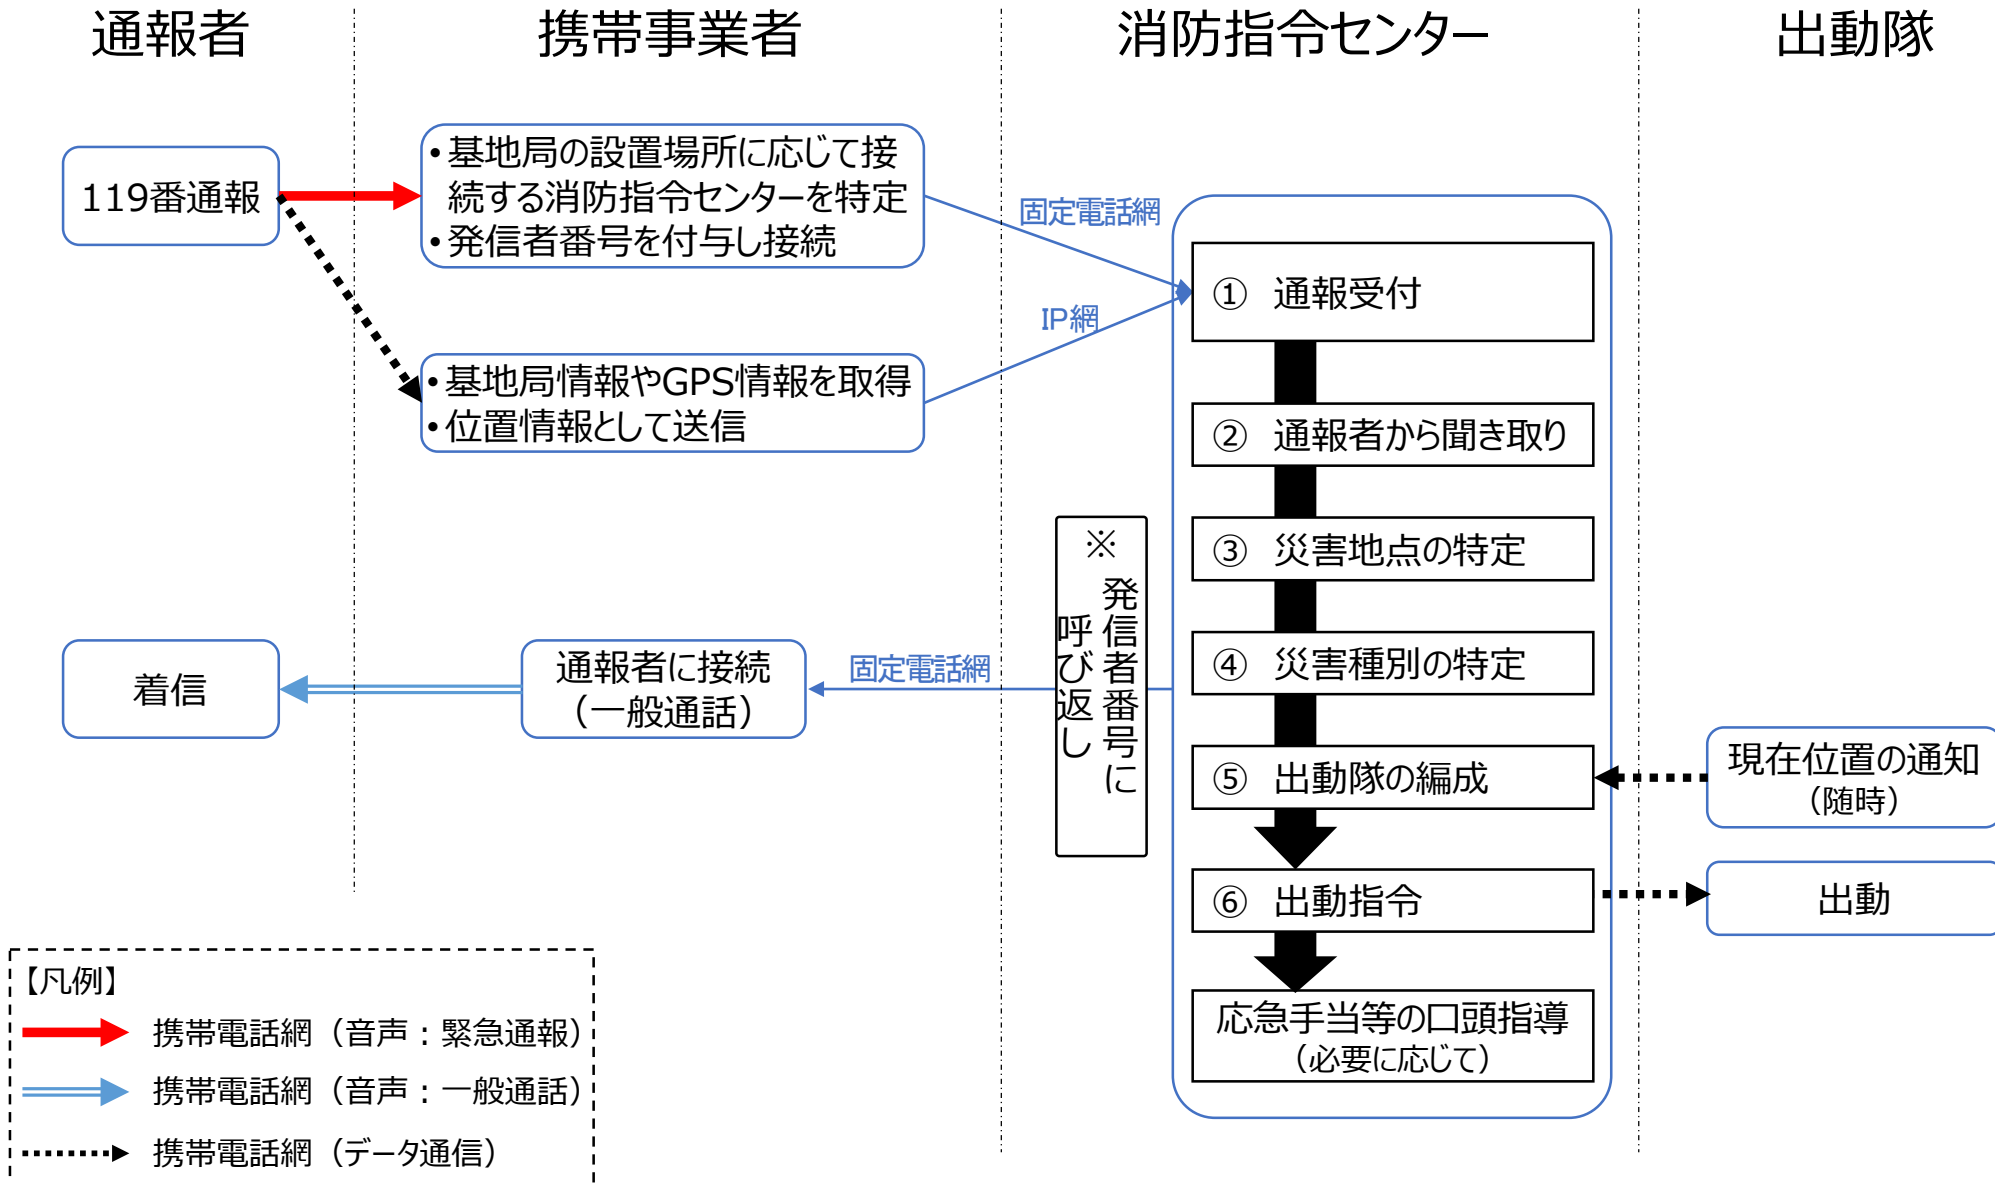 通報者
携帯事業者
消防指令センター
出動隊
119番通報
•基地局の設置場所に応じて接
続する消防指令センターを特定
•発信者番号を付与し接続
•基地局情報やGPS情報を取得
•位置情報として送信
固定電話網
IP網
① 通報受付
② 通報者から聞き取り
③ 災害地点の特定
④ 災害種別の特定
⑤ 出動隊の編成
⑥ 出動指令
応急手当等の口頭指導
（必要に応じて）
※
発信者番号に
呼び返し
固定電話網
通報者に接続
（一般通話）
着信
現在位置の通知
（随時）
出動
【凡例】
携帯電話網（音声：緊急通報）
携帯電話網（音声：一般通話）
携帯電話網（データ通信）